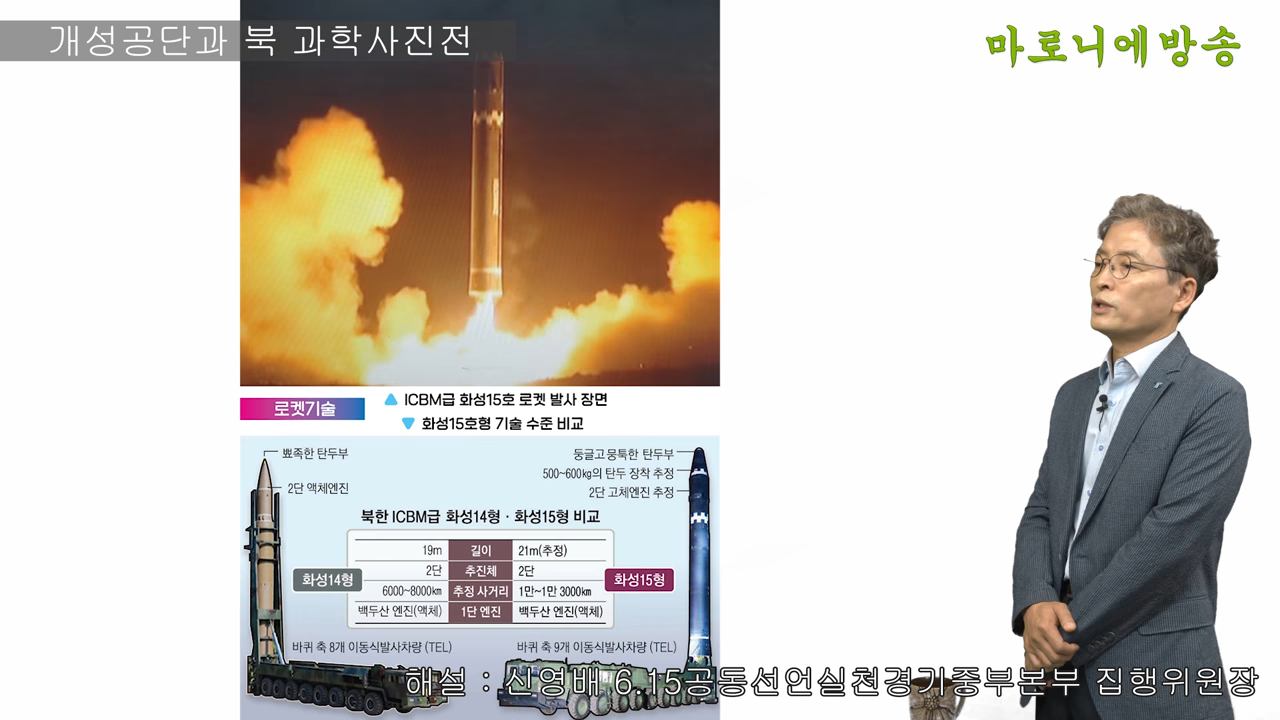 개성공단과 북 과학사진전
마로니에방송
로켓기술
▲ ICBM급 화성15호 로켓 발사 장면
▼ 화성15호형 기술 수준 비교
뾰족한 탄두부
2단 액체엔진
둥글고 뭉툭한 탄두부
500~600kg의 탄두 장착 추정
2단 고체엔진 추정
북한 ICBM급 화성14형 · 화성15형 비교
화성14형
화성15형
19m 길이 21m(추정)
2단 추진체 2단
6000~8000km 추정 사거리 1만~1만 3000km
백두산 엔진(액체) 1단 엔진 백두산 엔진(액체)
바퀴 축 8개 이동식발사차량 (TEL)
바퀴 축 9개 이동식발사차량 (TEL)
해설 : 신영배 6.15공동선언실천경기중부본부 집행위원장